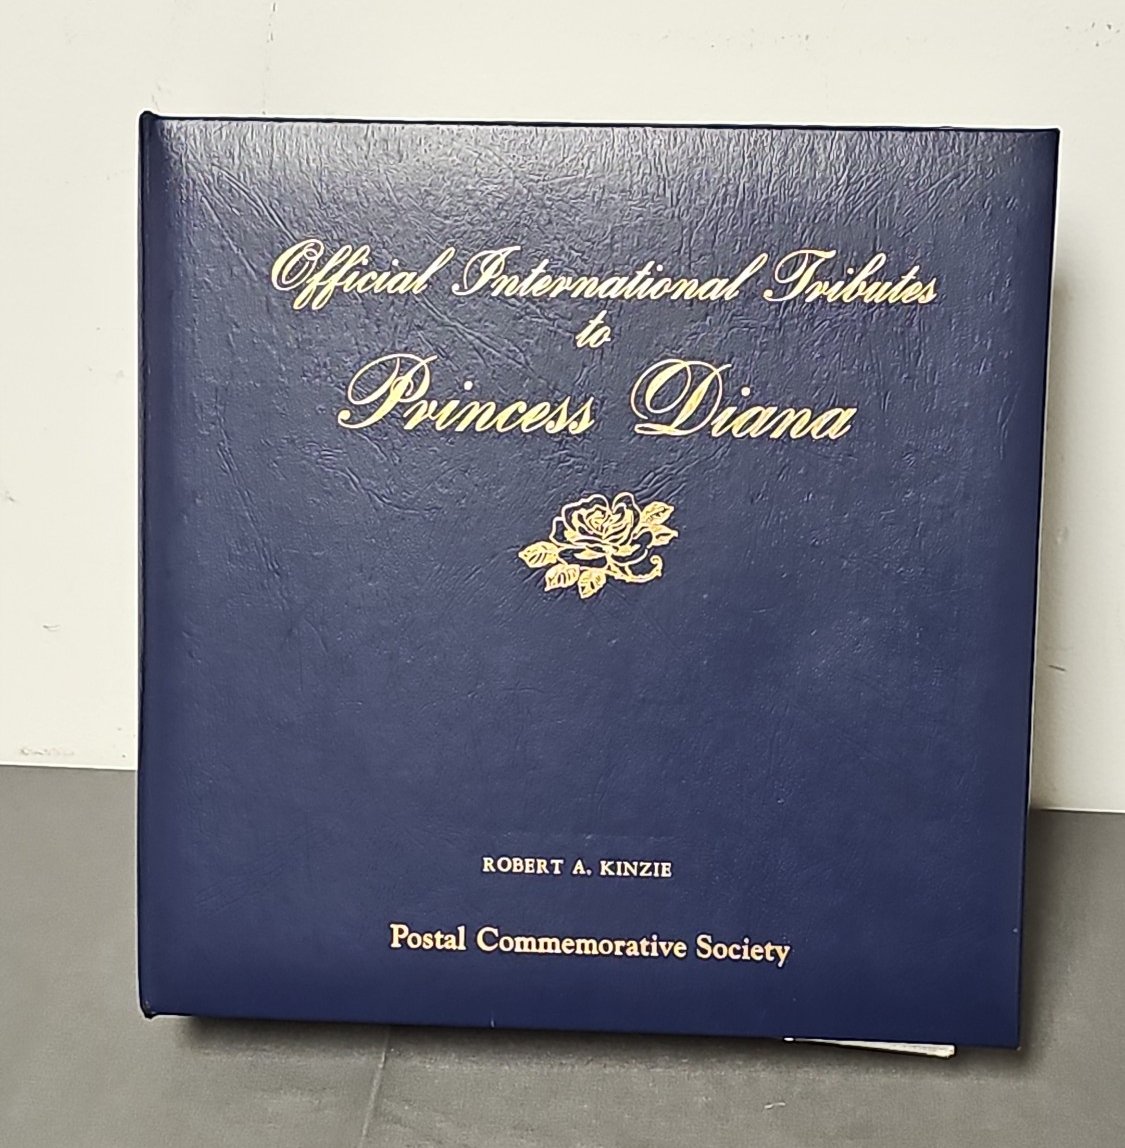 Official International Tributes
to
Princess Diana
ROBERT A. KINZIE
Postal Commemorative Society